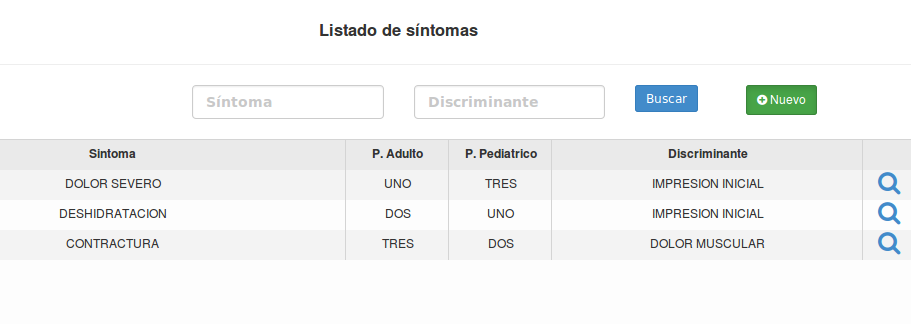 Listado de síntomas
Síntoma Discriminante Buscar Nuevo
Sintoma P. Adulto P. Pediatrico Discriminante
DOLOR SEVERO UNO TRES IMPRESION INICIAL
DESHIDRATACION DOS UNO IMPRESION INICIAL
CONTRACTURA TRES DOS DOLOR MUSCULAR